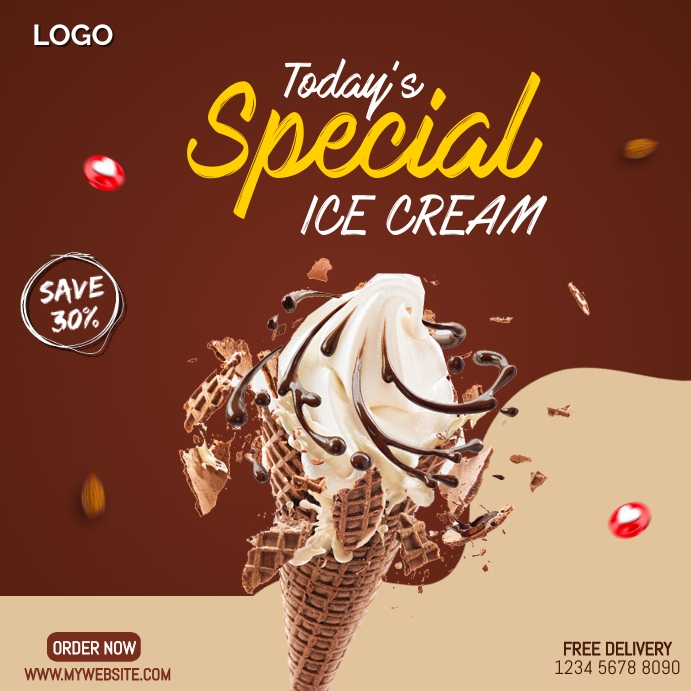 LOGO
Today's
Special
ICE CREAM
SAVE
30%
ORDER NOW
WWW.MYWEBSITE.COM
FREE DELIVERY
1234 5678 8090